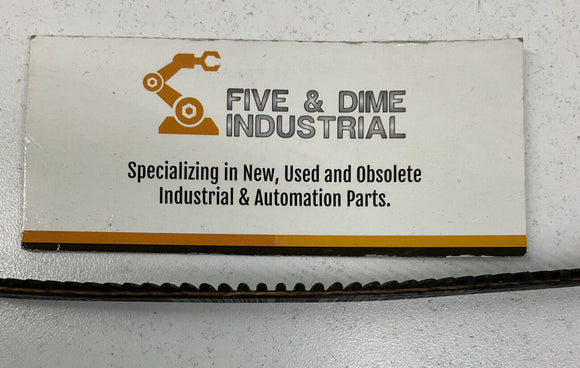 FIVE & DIME
INDUSTRIAL
Specializing in New, Used and Obsolete
Industrial & Automation Parts.